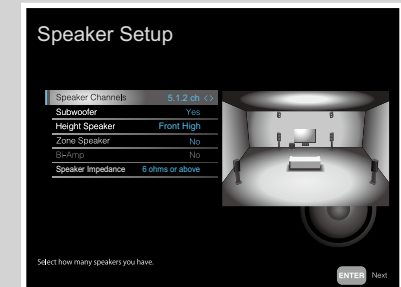 Speaker Setup
Speaker Channels 5.1.2 ch < >
Subwoofer Yes
Height Speaker Front High
Zone Speaker No
Bi-Amp No
Speaker Impedance 6 ohms or above
Select how many speakers you have.
ENTER Next